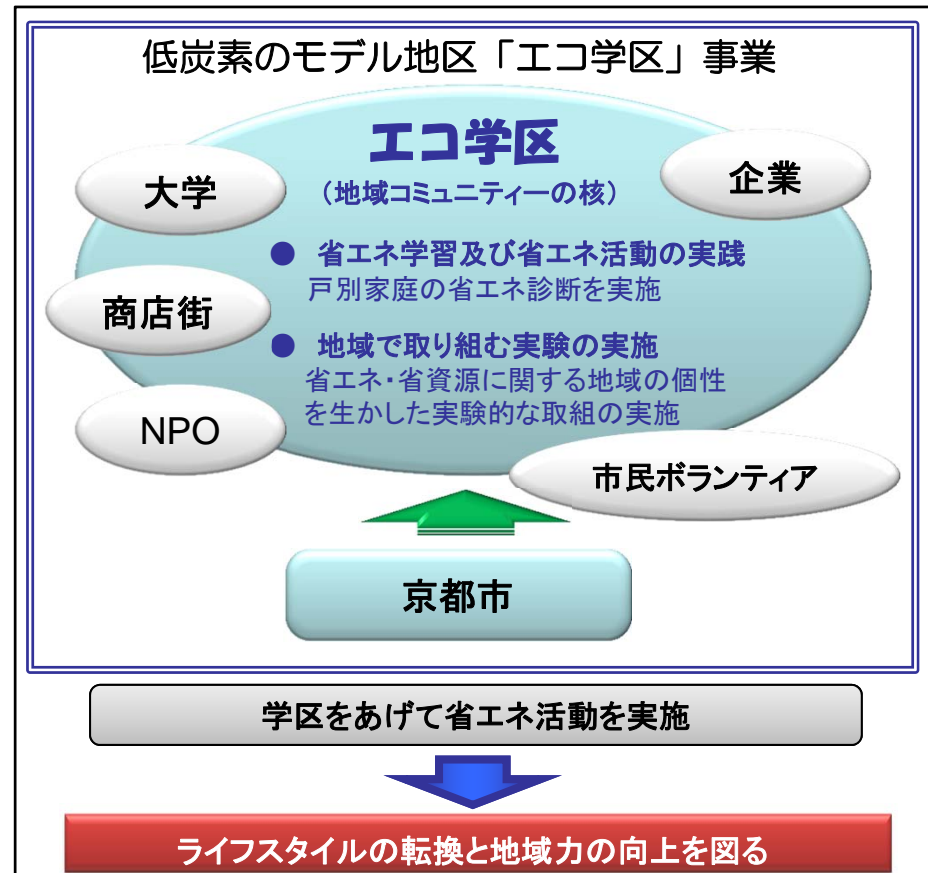 低炭素のモデル地区「エコ学区」事業
エコ学区
(地域コミュニティーの核)
大学
企業
● 省エネ学習及び省エネ活動の実践
戸別家庭の省エネ診断を実施
商店街
● 地域で取り組む実験の実施
省エネ・省資源に関する地域の個性
を生かした実験的な取組の実施
NPO
市民ボランティア
京都市
学区をあげて省エネ活動を実施
ライフスタイルの転換と地域力の向上を図る